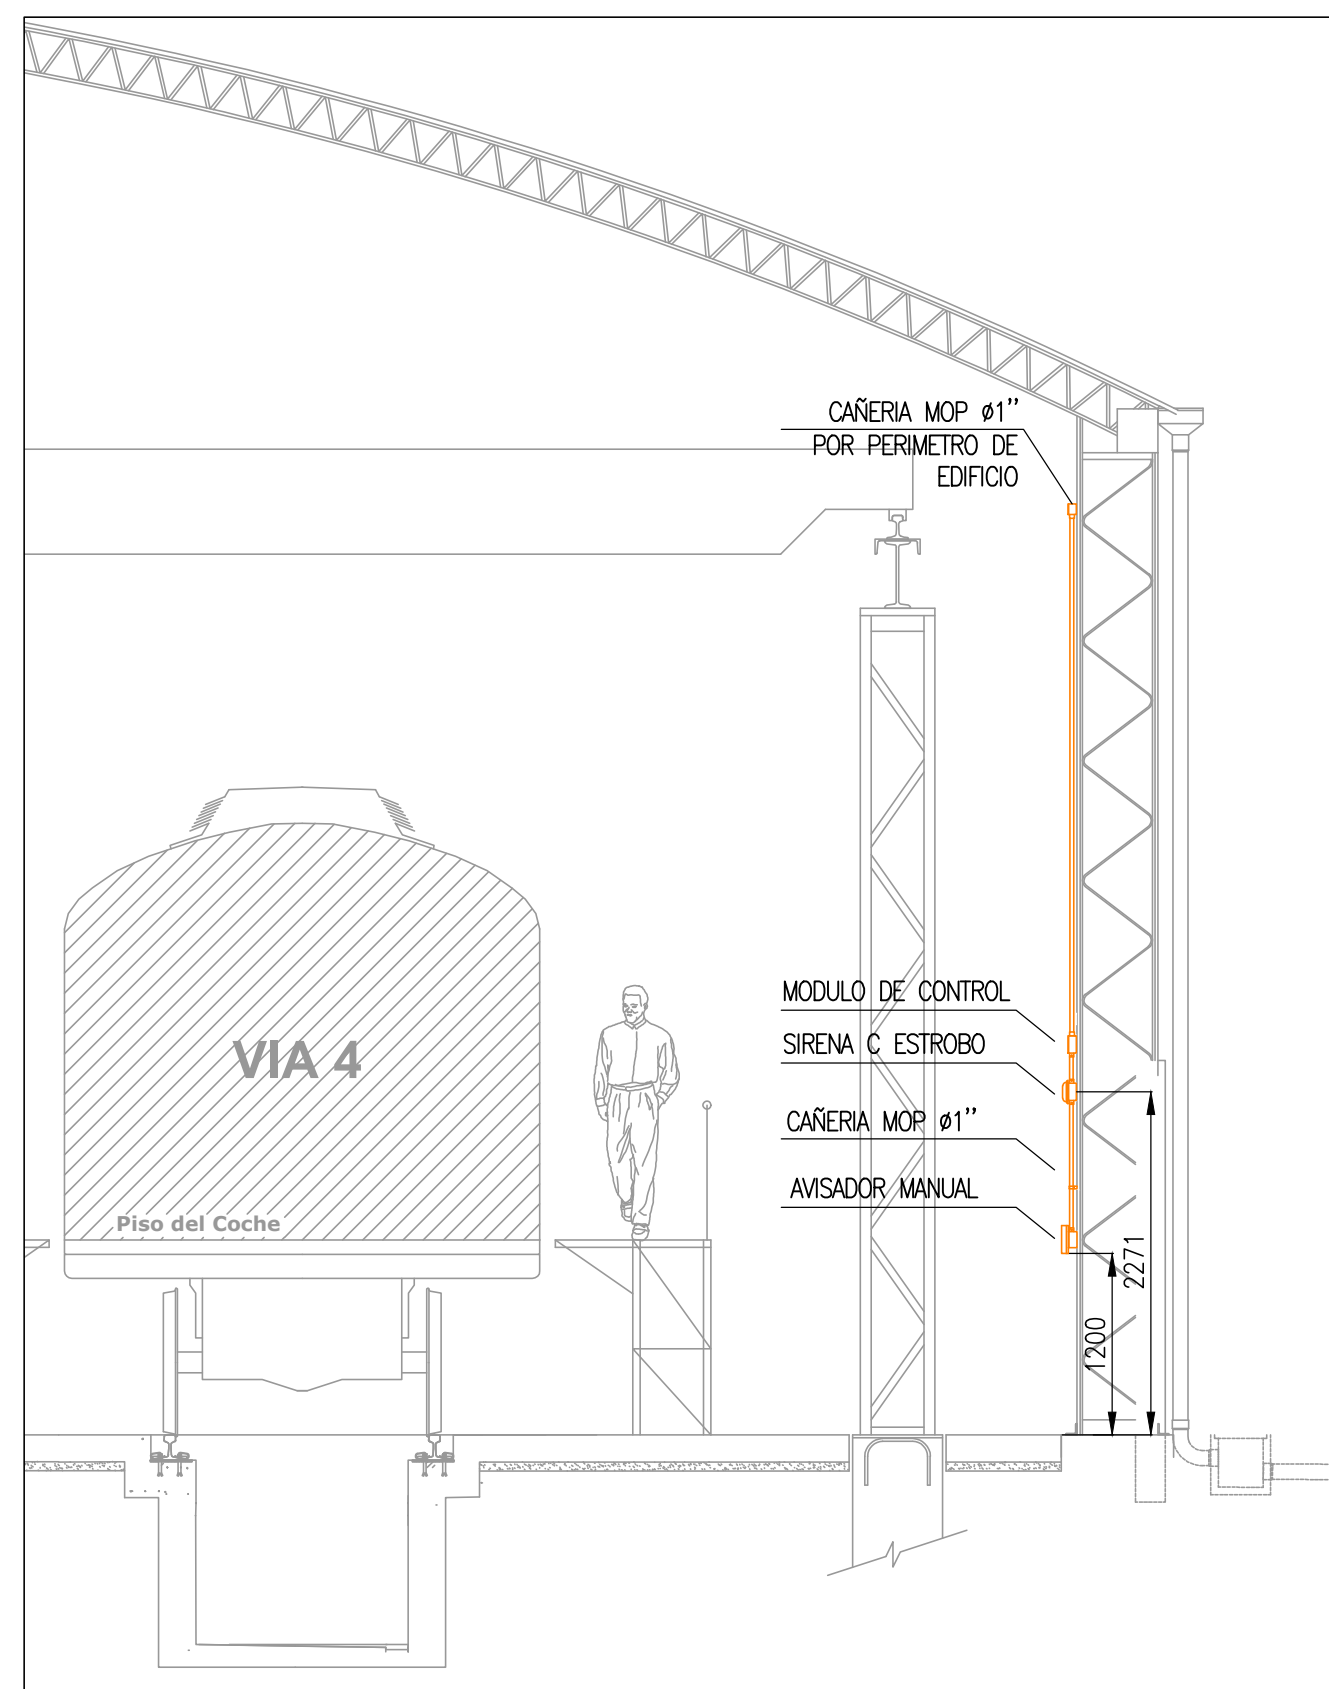 CAÑERIA MOP ø1’’
POR PERIMETRO DE
EDIFICIO
MODULO DE CONTROL
SIRENA C ESTROBO
VIA 4
CAÑERIA MOP ø1’’
AVISADOR MANUAL
Piso del Coche
2271
1200